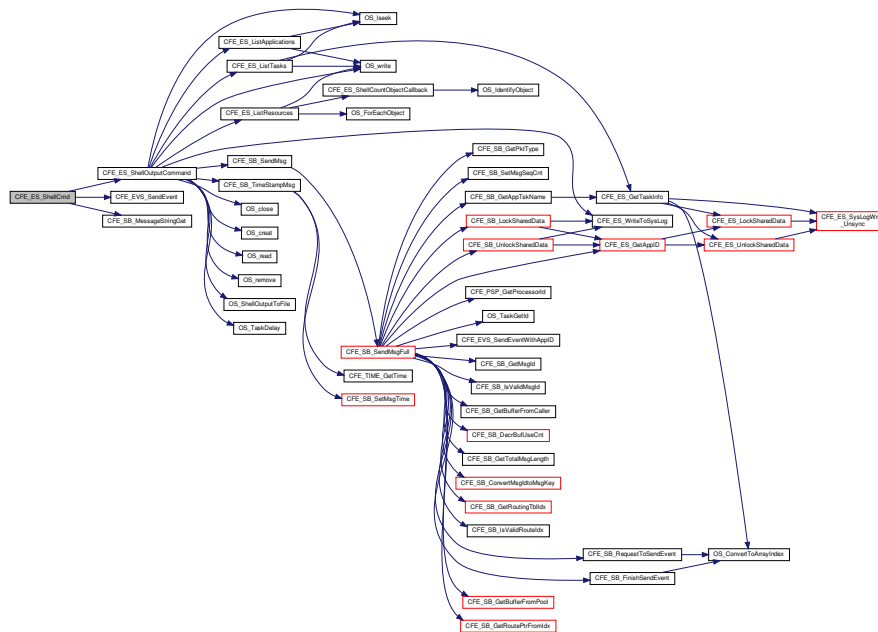 OS_lseek
CFE_ES_ListApplications
CFE_ES_ListTasks
OS_write
CFE_ES_ShellCountObjectCallback
OS_IdentifyObject
CFE_ES_ListResources
OS_ForEachObject
CFE_SB_GetPktType
CFE_SB_SendMsg
CFE_ES_ShellOutputCommand
CFE_SB_SetMsgSeqCnt
CFE_SB_TimeStampMsg
CFE_ES_ShellCmd
CFE_EVS_SendEvent
CFE_SB_GetAppTskName
CFE_ES_GetTaskInfo
OS_close
CFE_SB_MessageStringGet
CFE_SB_LockSharedData
CFE_ES_WriteToSysLog
CFE_ES_LockSharedData
CFE_ES_SysLogWrite
_Unsync
OS_creat
CFE_SB_UnlockSharedData
CFE_ES_GetAppID
CFE_ES_UnlockSharedData
OS_read
OS_remove
CFE_PSP_GetProcessorId
OS_ShellOutputToFile
OS_TaskGetId
OS_TaskDelay
CFE_EVS_SendEventWithAppID
CFE_SB_SendMsgFull
CFE_SB_GetMsgId
CFE_TIME_GetTime
CFE_SB_IsValidMsgId
CFE_SB_SetMsgTime
CFE_SB_GetBufferFromCaller
CFE_SB_DecrBufUseCnt
CFE_SB_GetTotalMsgLength
CFE_SB_ConvertMsgIdtoMsgKey
CFE_SB_GetRoutingTblIdx
CFE_SB_IsValidRouteIdx
CFE_SB_RequestToSendEvent
OS_ConvertToArrayIndex
CFE_SB_FinishSendEvent
CFE_SB_GetBufferFromPool
CFE_SB_GetRoutePtrFromIdx